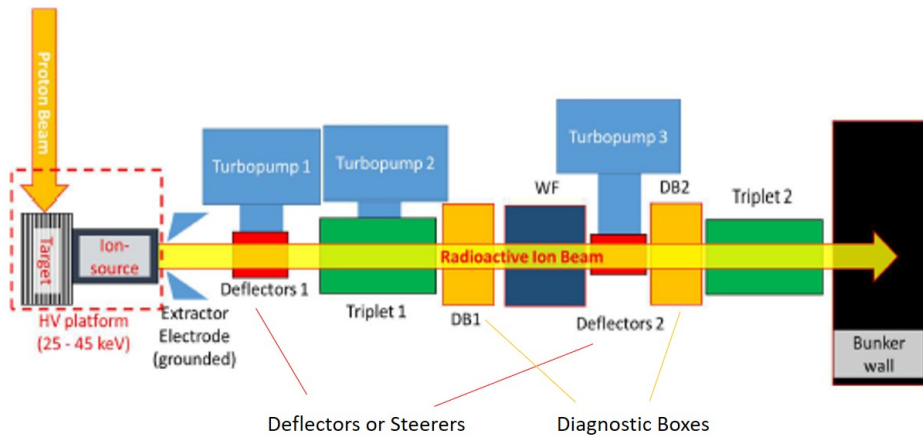 Proton Beam
Turbopump 1
Turbopump 2
Turbopump 3
WF
DB2
Triplet 2
Target
Ion-
source
Radioactive Ion Beam
HV platform
(25 - 45 keV)
Extractor
Electrode
(grounded)
Deflectors 1
Triplet 1
DB1
Deflectors 2
Bunker
wall
Deflectors or Steerers
Diagnostic Boxes